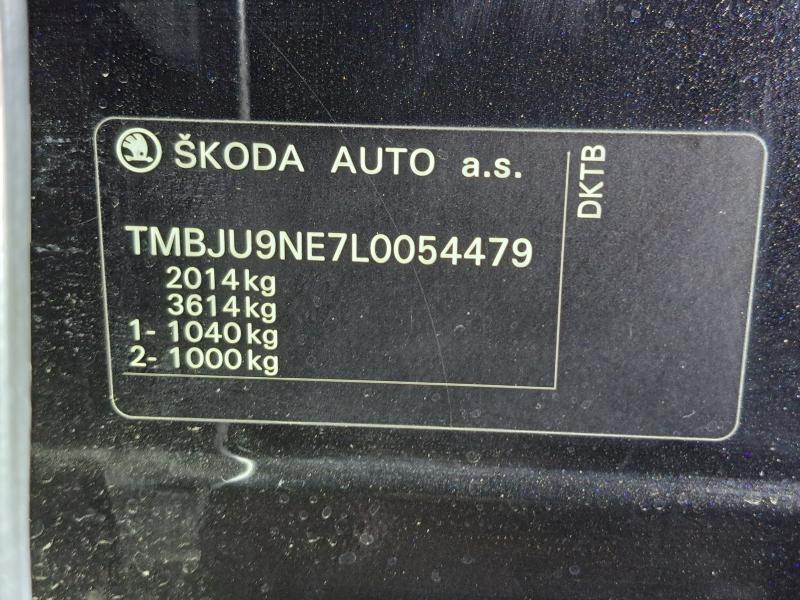 ŠKODA AUTO a.s.
DKTB
TMBJU9NE7L0054479
2014kg
3614kg
1- 1040kg
2- 1000kg